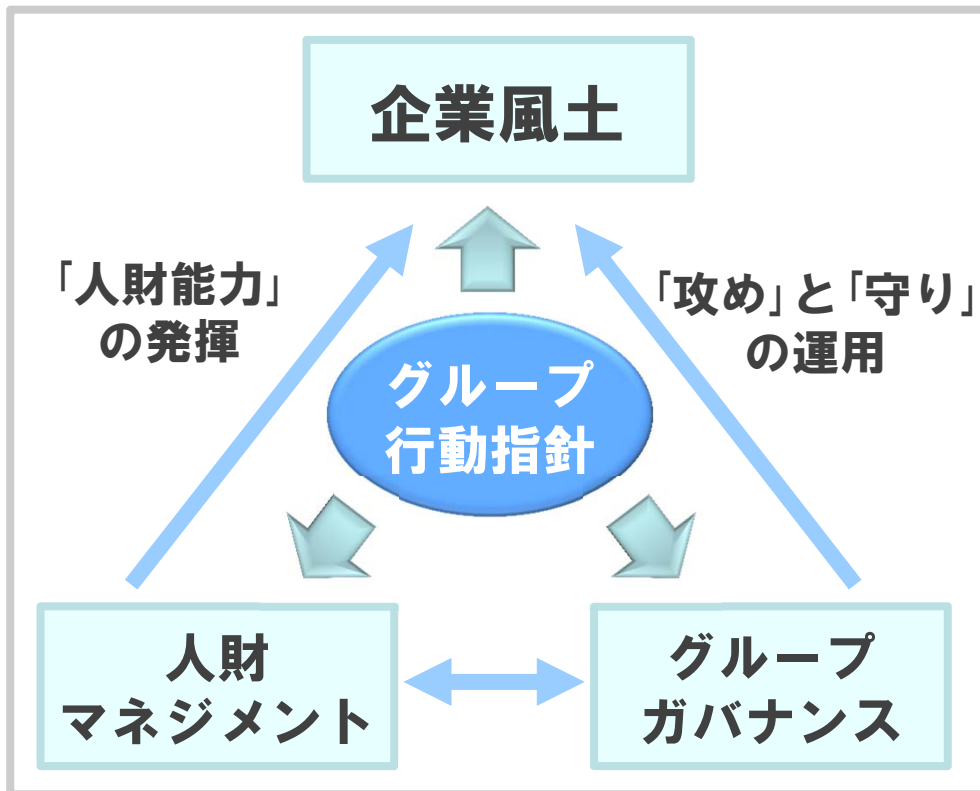 企業風土
「人財能力」
の発揮
「攻め」と「守り」
の運用
グループ
行動指針
人財
マネジメント
グループ
ガバナンス